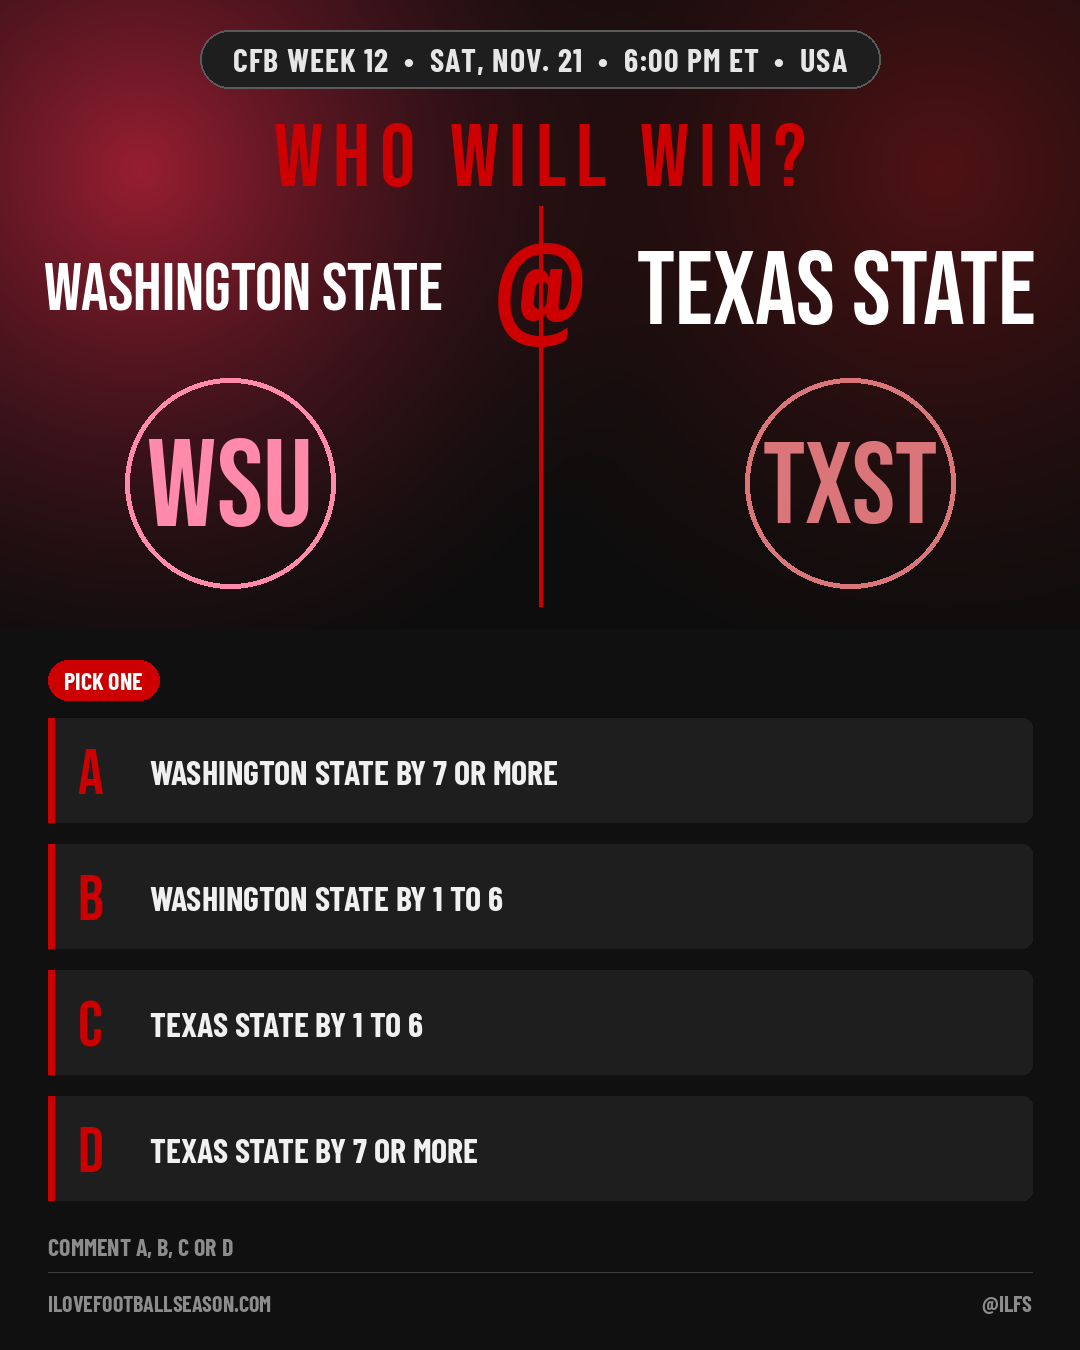 CFB WEEK 12 • SAT, NOV. 21 • 6:00 PM ET • USA
WHO WILL WIN?
WASHINGTON STATE @ TEXAS STATE
WSU TXST
PICK ONE
A WASHINGTON STATE BY 7 OR MORE
B WASHINGTON STATE BY 1 TO 6
C TEXAS STATE BY 1 TO 6
D TEXAS STATE BY 7 OR MORE
COMMENT A, B, C OR D
ILOVEFOOTBALLSEASON.COM @ILFS